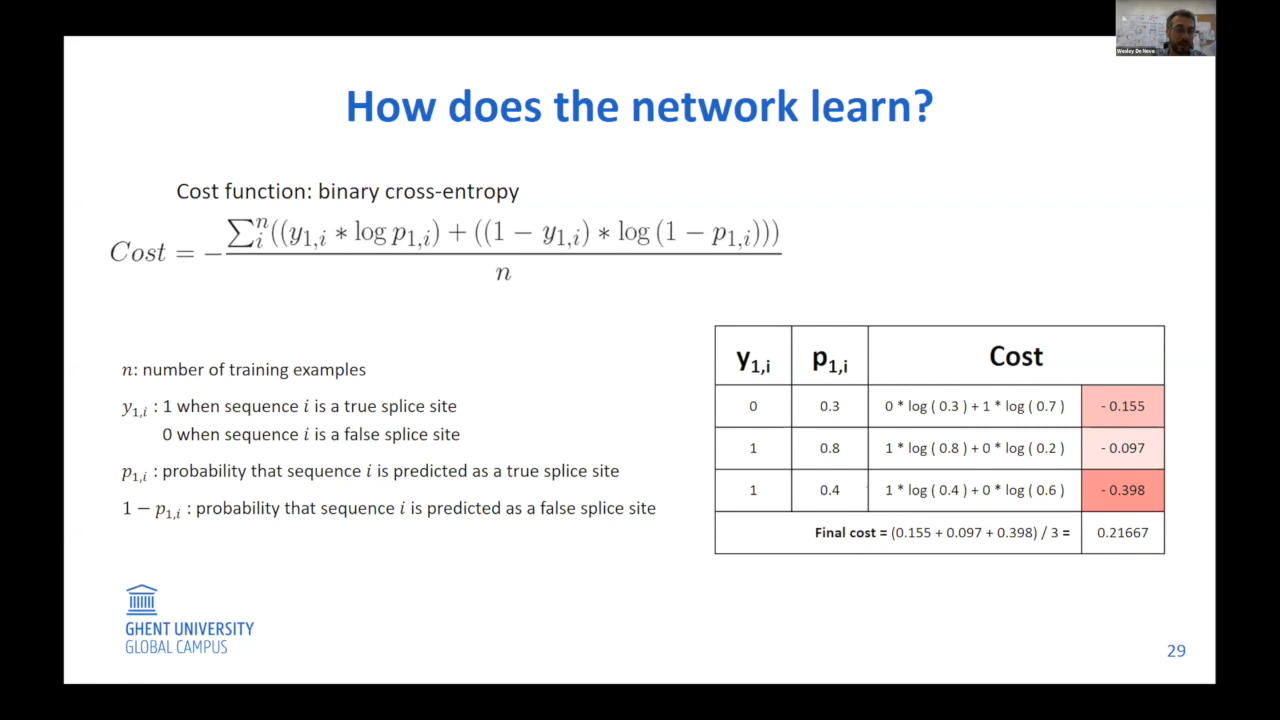 Wesley De Neve
How does the network learn?
Cost function: binary cross-entropy
Cost = − ∑ᵢⁿ((y₁,ᵢ ∗ log p₁,ᵢ) + ((1 − y₁,ᵢ) ∗ log (1 − p₁,ᵢ))) / n
n: number of training examples
y₁,ᵢ : 1 when sequence i is a true splice site
0 when sequence i is a false splice site
p₁,ᵢ : probability that sequence i is predicted as a true splice site
1 − p₁,ᵢ : probability that sequence i is predicted as a false splice site
y₁,ᵢ p₁,ᵢ Cost
0 0.3 0 * log ( 0.3 ) + 1 * log ( 0.7 ) - 0.155
1 0.8 1 * log ( 0.8 ) + 0 * log ( 0.2 ) - 0.097
1 0.4 1 * log ( 0.4 ) + 0 * log ( 0.6 ) - 0.398
Final cost = (0.155 + 0.097 + 0.398) / 3 = 0.21667
GHENT UNIVERSITY
GLOBAL CAMPUS
29